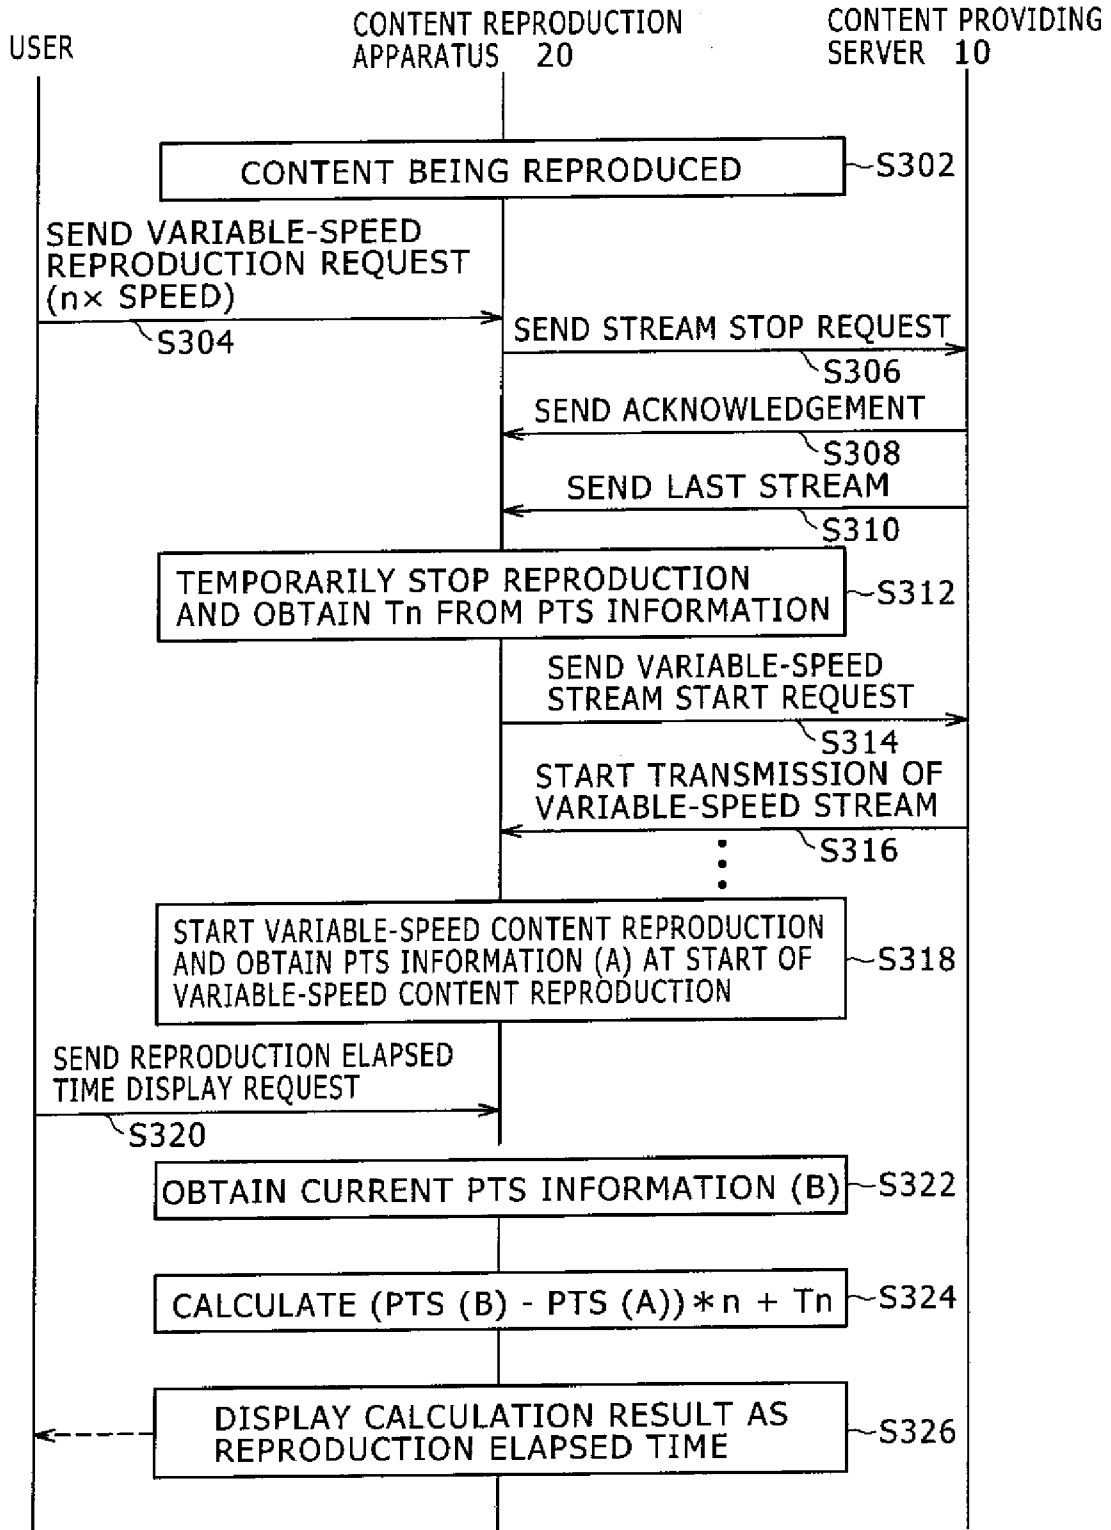 USER
CONTENT REPRODUCTION
APPARATUS 20
CONTENT PROVIDING
SERVER 10
CONTENT BEING REPRODUCED
S302
SEND VARIABLE-SPEED
REPRODUCTION REQUEST
(n× SPEED)
S304
SEND STREAM STOP REQUEST
S306
SEND ACKNOWLEDGEMENT
S308
SEND LAST STREAM
S310
TEMPORARILY STOP REPRODUCTION
AND OBTAIN Tn FROM PTS INFORMATION
S312
SEND VARIABLE-SPEED
STREAM START REQUEST
S314
START TRANSMISSION OF
VARIABLE-SPEED STREAM
S316
START VARIABLE-SPEED CONTENT REPRODUCTION
AND OBTAIN PTS INFORMATION (A) AT START OF
VARIABLE-SPEED CONTENT REPRODUCTION
S318
SEND REPRODUCTION ELAPSED
TIME DISPLAY REQUEST
S320
OBTAIN CURRENT PTS INFORMATION (B)
S322
CALCULATE (PTS (B) - PTS (A)) * n + Tn
S324
DISPLAY CALCULATION RESULT AS
REPRODUCTION ELAPSED TIME
S326